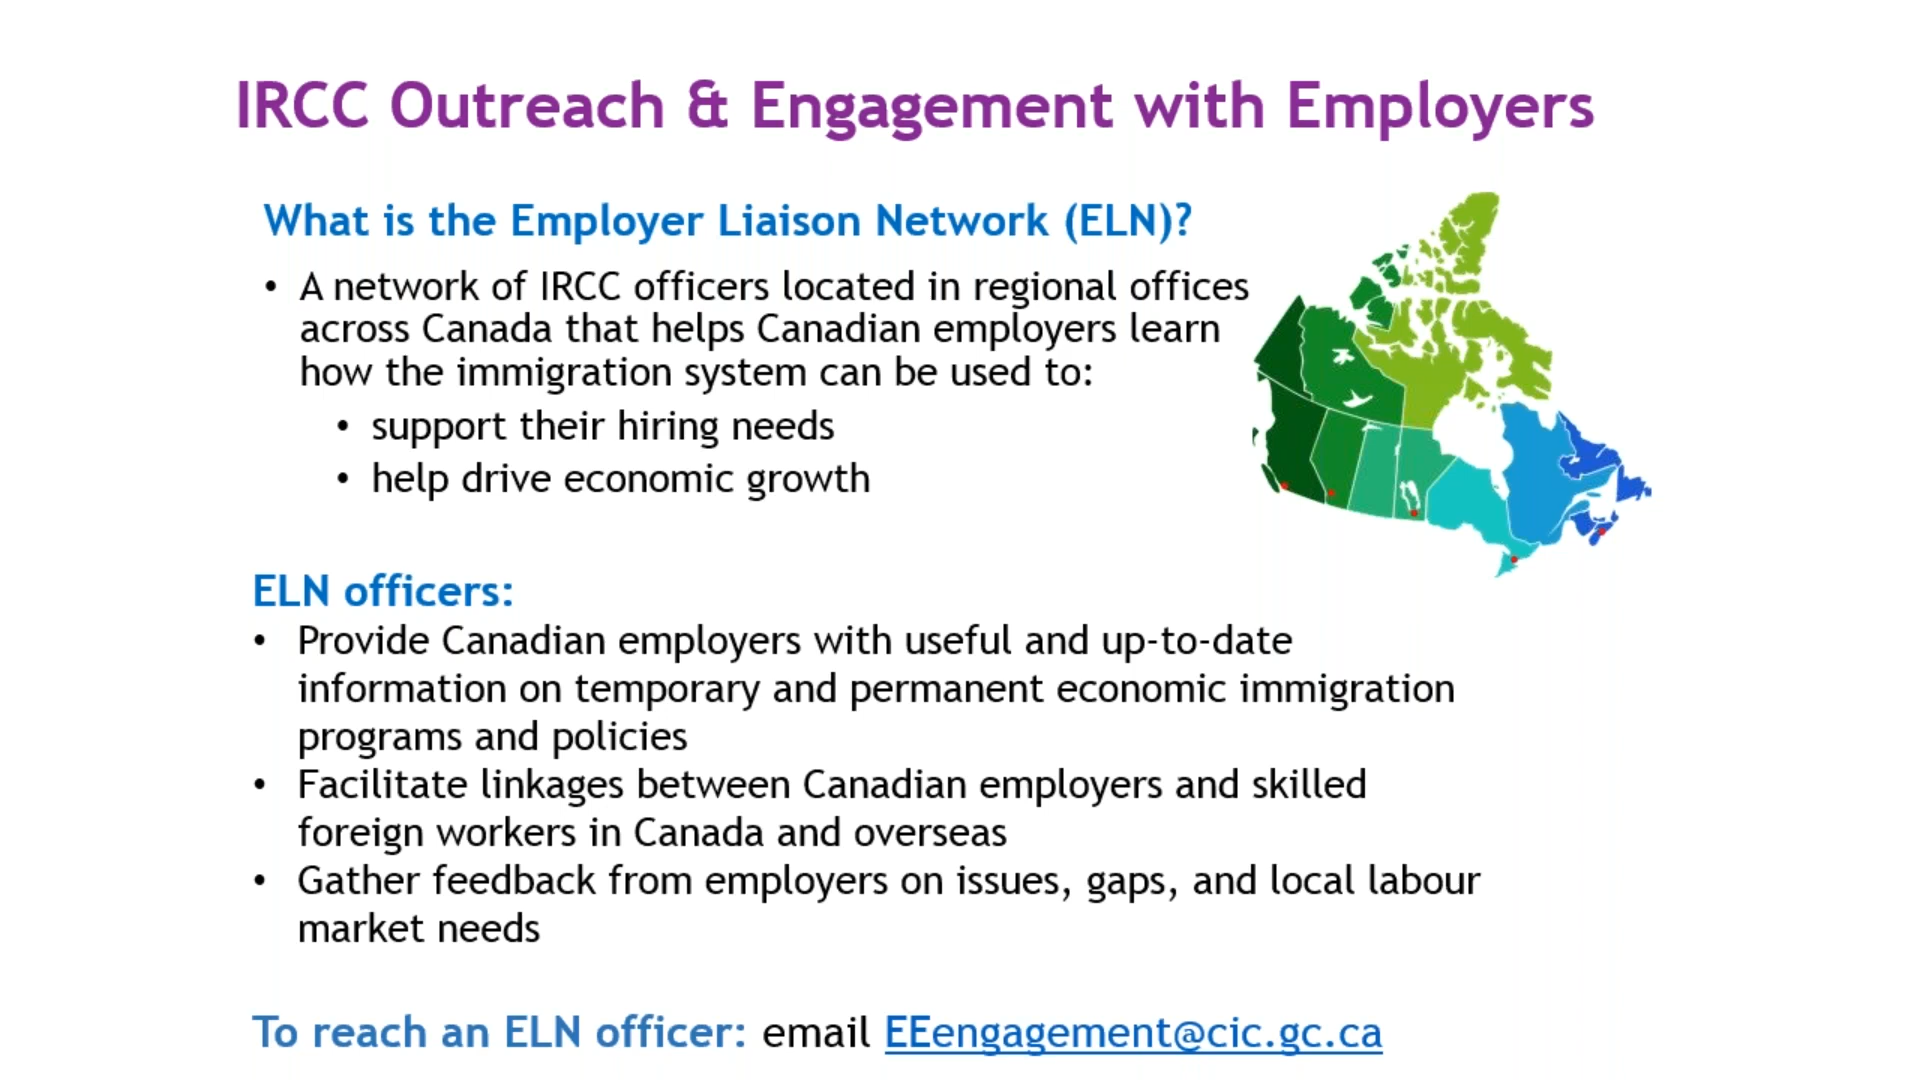 IRCC Outreach & Engagement with Employers
What is the Employer Liaison Network (ELN)?
• A network of IRCC officers located in regional offices
across Canada that helps Canadian employers learn
how the immigration system can be used to:
• support their hiring needs
• help drive economic growth
ELN officers:
• Provide Canadian employers with useful and up-to-date
information on temporary and permanent economic immigration
programs and policies
• Facilitate linkages between Canadian employers and skilled
foreign workers in Canada and overseas
• Gather feedback from employers on issues, gaps, and local labour
market needs
To reach an ELN officer: email EEengagement@cic.gc.ca